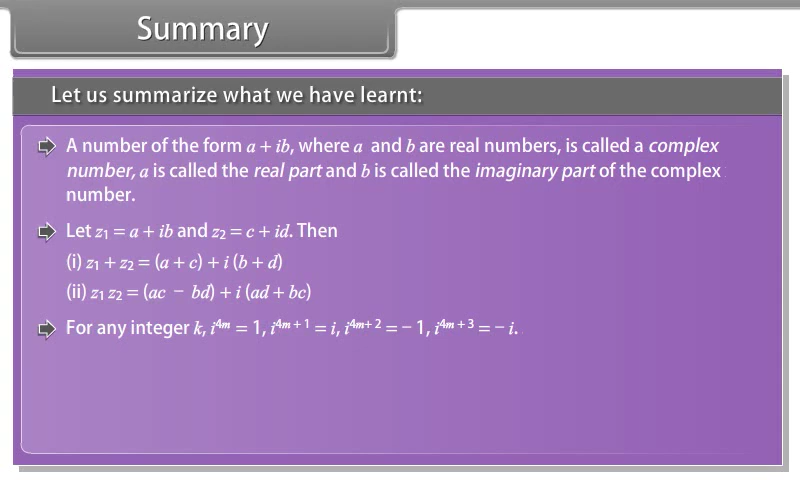 Summary
Let us summarize what we have learnt:
A number of the form a + ib, where a and b are real numbers, is called a complex
number, a is called the real part and b is called the imaginary part of the complex
number.
Let z₁ = a + ib and z₂ = c + id. Then
(i) z₁ + z₂ = (a + c) + i (b + d)
(ii) z₁ z₂ = (ac − bd) + i (ad + bc)
For any integer k, i⁴ᵐ = 1, i⁴ᵐ⁺¹ = i, i⁴ᵐ⁺² = − 1, i⁴ᵐ⁺³ = − i.